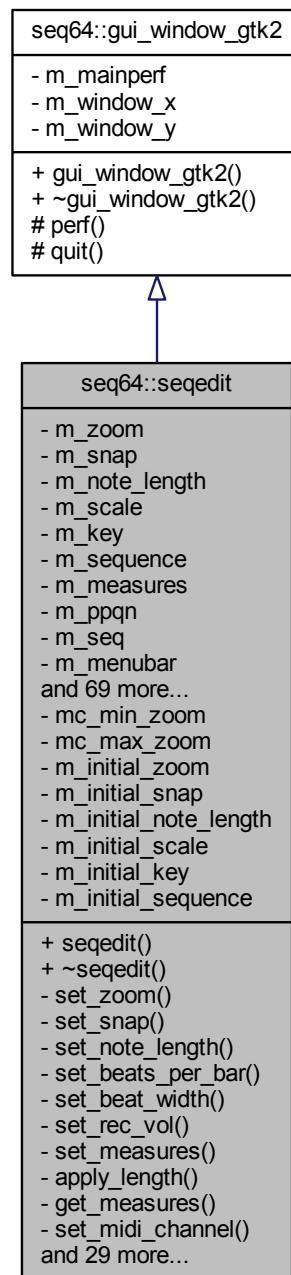 seq64::gui_window_gtk2
- m_mainperf
- m_window_x
- m_window_y
+ gui_window_gtk2()
+ ~gui_window_gtk2()
# perf()
# quit()
seq64::seqedit
- m_zoom
- m_snap
- m_note_length
- m_scale
- m_key
- m_sequence
- m_measures
- m_ppqn
- m_seq
- m_menubar
and 69 more...
- mc_min_zoom
- mc_max_zoom
- m_initial_zoom
- m_initial_snap
- m_initial_note_length
- m_initial_scale
- m_initial_key
- m_initial_sequence
+ seqedit()
+ ~seqedit()
- set_zoom()
- set_snap()
- set_note_length()
- set_beats_per_bar()
- set_beat_width()
- set_rec_vol()
- set_measures()
- apply_length()
- get_measures()
- set_midi_channel()
and 29 more...